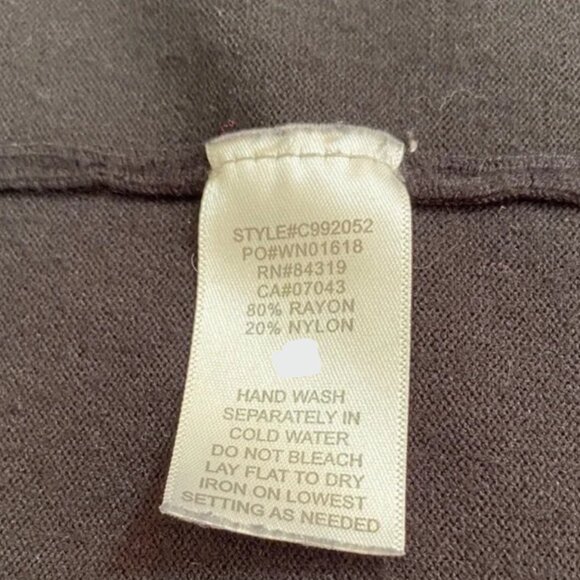 STYLE#C992052
PO#WN01618
RN#84319
CA#07043
80% RAYON
20% NYLON
HAND WASH
SEPARATELY IN
COLD WATER
DO NOT BLEACH
LAY FLAT TO DRY
IRON ON LOWEST
SETTING AS NEEDED